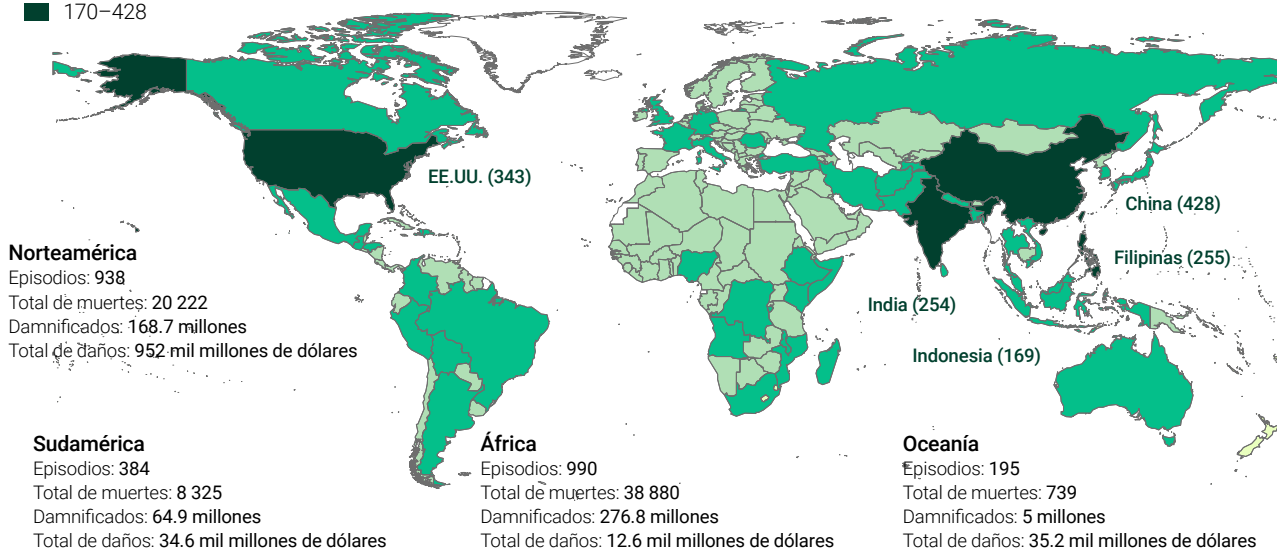 170–428
EE.UU. (343)
China (428)
Filipinas (255)
India (254)
Indonesia (169)
Norteamérica
Episodios: 938
Total de muertes: 20 222
Damnificados: 168.7 millones
Total de daños: 952 mil millones de dólares
Sudamérica
Episodios: 384
Total de muertes: 8 325
Damnificados: 64.9 millones
Total de daños: 34.6 mil millones de dólares
África
Episodios: 990
Total de muertes: 38 880
Damnificados: 276.8 millones
Total de daños: 12.6 mil millones de dólares
Oceanía
Episodios: 195
Total de muertes: 739
Damnificados: 5 millones
Total de daños: 35.2 mil millones de dólares